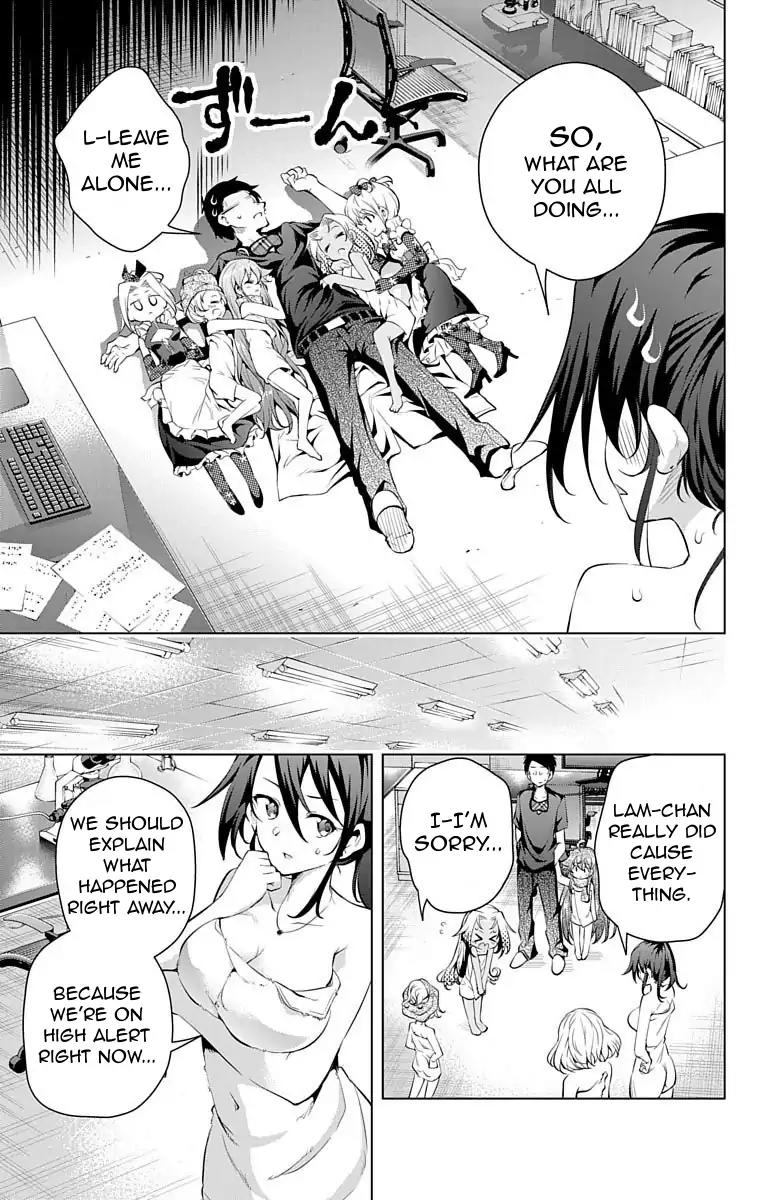 SO,
WHAT ARE
YOU ALL
DOING...
ずーん
L-LEAVE
ME
ALONE...
LAM-CHAN
REALLY DID
CAUSE
EVERY-
THING.
I-I'M
SORRY...
WE SHOULD
EXPLAIN
WHAT
HAPPENED
RIGHT AWAY...
BECAUSE
WE'RE ON
HIGH ALERT
RIGHT NOW...